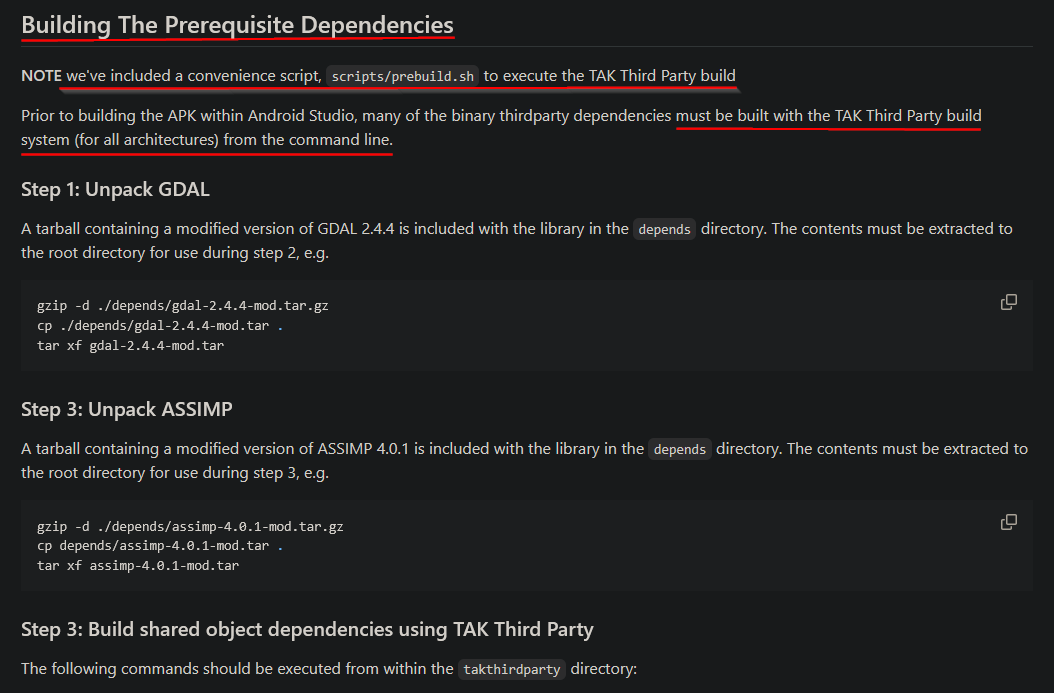 Building The Prerequisite Dependencies
NOTE we've included a convenience script, scripts/prebuild.sh to execute the TAK Third Party build
Prior to building the APK within Android Studio, many of the binary thirdparty dependencies must be built with the TAK Third Party build
system (for all architectures) from the command line.
Step 1: Unpack GDAL
A tarball containing a modified version of GDAL 2.4.4 is included with the library in the depends directory. The contents must be extracted to
the root directory for use during step 2, e.g.
gzip -d ./depends/gdal-2.4.4-mod.tar.gz
cp ./depends/gdal-2.4.4-mod.tar .
tar xf gdal-2.4.4-mod.tar
Step 3: Unpack ASSIMP
A tarball containing a modified version of ASSIMP 4.0.1 is included with the library in the depends directory. The contents must be extracted to
the root directory for use during step 3, e.g.
gzip -d ./depends/assimp-4.0.1-mod.tar.gz
cp depends/assimp-4.0.1-mod.tar .
tar xf assimp-4.0.1-mod.tar
Step 3: Build shared object dependencies using TAK Third Party
The following commands should be executed from within the takthirdparty directory: